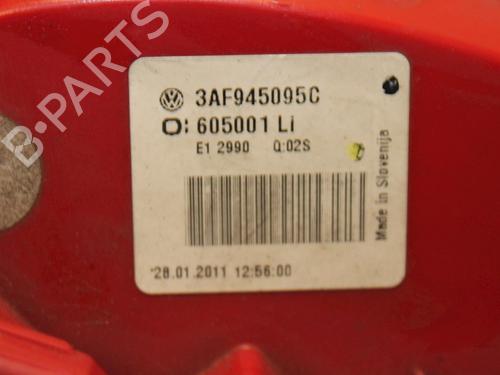 B-PARTS
3AF945095C
O: 605001 Li
E1 2990 Q:02S
28.01.2011 12:56:00
Made in Slovenija